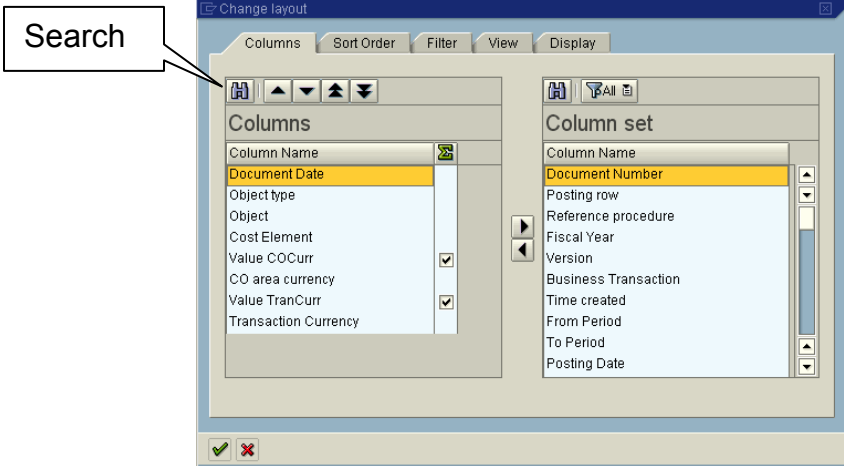 Change layout
Search
Columns
Sort Order
Filter
View
Display
All
Columns
Column set
Column Name
Column Name
Document Date
Object type
Object
Cost Element
Value COCurr
CO area currency
Value TranCurr
Transaction Currency
Document Number
Posting row
Reference procedure
Fiscal Year
Version
Business Transaction
Time created
From Period
To Period
Posting Date